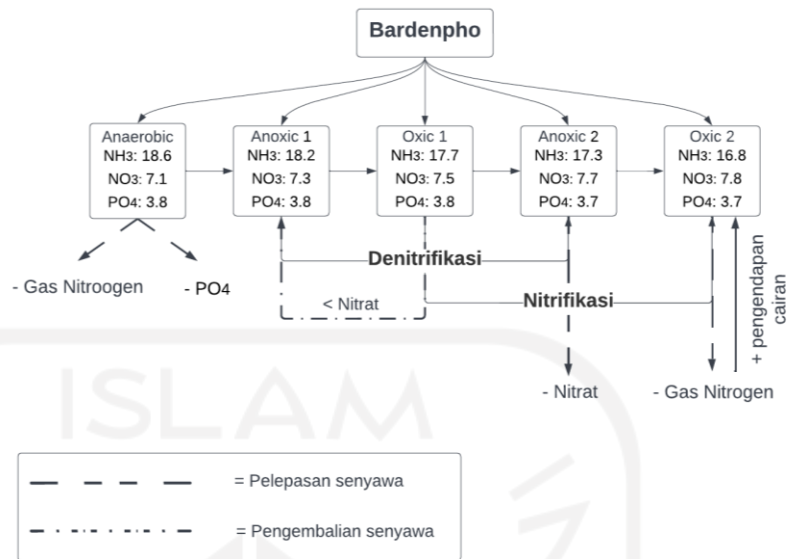 Bardenpho
Anaerobic
NH3: 18.6
NO3: 7.1
PO4: 3.8
Anoxic 1
NH3: 18.2
NO3: 7.3
PO4: 3.8
Oxic 1
NH3: 17.7
NO3: 7.5
PO4: 3.8
Anoxic 2
NH3: 17.3
NO3: 7.7
PO4: 3.7
Oxic 2
NH3: 16.8
NO3: 7.8
PO4: 3.7
Denitrifikasi
- Gas Nitroogen
- PO4
< Nitrat
Nitrifikasi
+ pengendapan
cairan
- Nitrat
- Gas Nitrogen
ISLAM
= Pelepasan senyawa
= Pengembalian senyawa